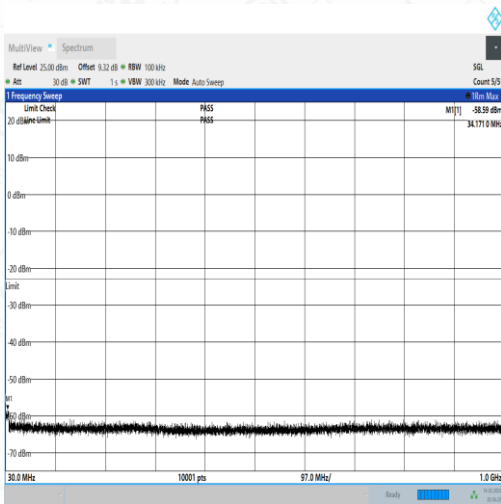 MultiView Spectrum
Ref Level 25.00 dBm Offset 9.32 dB RBW 100 kHz SGL
Att 30 dB SWT 1 s VBW 300 kHz Mode Auto Sweep Count 5/5
1 Frequency Sweep 1Rm Max
Limit Check PASS M1[1] -58.59 dBm
20 dBm Line Limit PASS 34.171 0 MHz
10 dBm
0 dBm
-10 dBm
-20 dBm
Limit
-30 dBm
-40 dBm
-50 dBm
M1
-60 dBm
-70 dBm
30.0 MHz 10001 pts 97.0 MHz/ 1.0 GHz
Ready